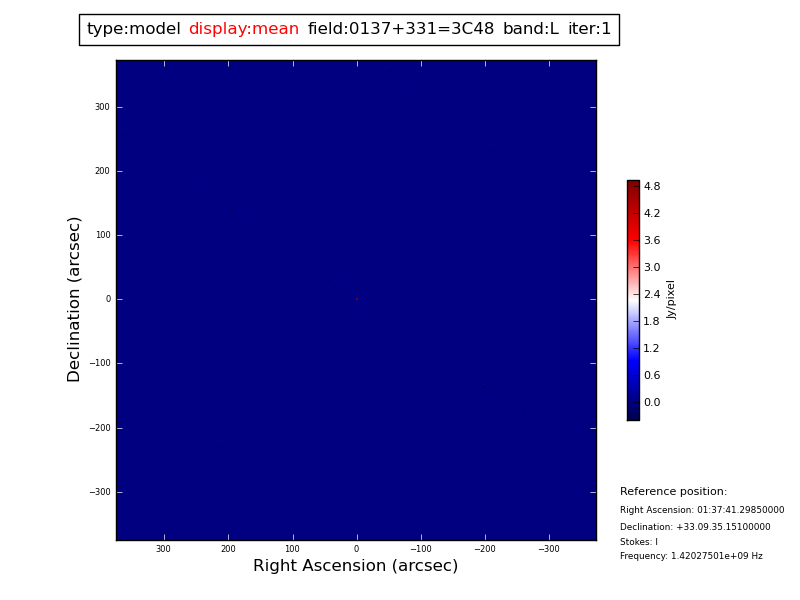 type:model display:mean field:0137+331=3C48 band:L iter:1
Declination (arcsec)
300
200
100
0
−100
−200
−300
300 200 100 0 −100 −200 −300
Right Ascension (arcsec)
4.8
4.2
3.6
3.0
2.4
1.8
1.2
0.6
0.0
Jy/pixel
Reference position:
Right Ascension: 01:37:41.29850000
Declination: +33.09.35.15100000
Stokes: I
Frequency: 1.42027501e+09 Hz